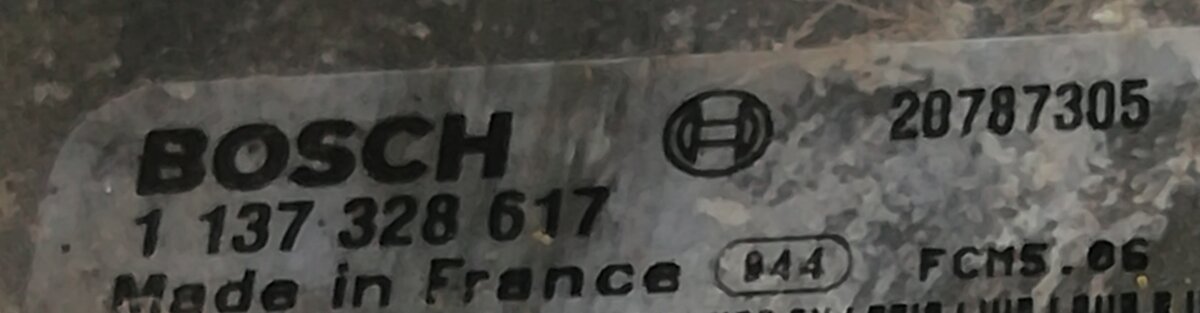 BOSCH 20787305
1 137 328 617
Made in France 944 FCM5.06